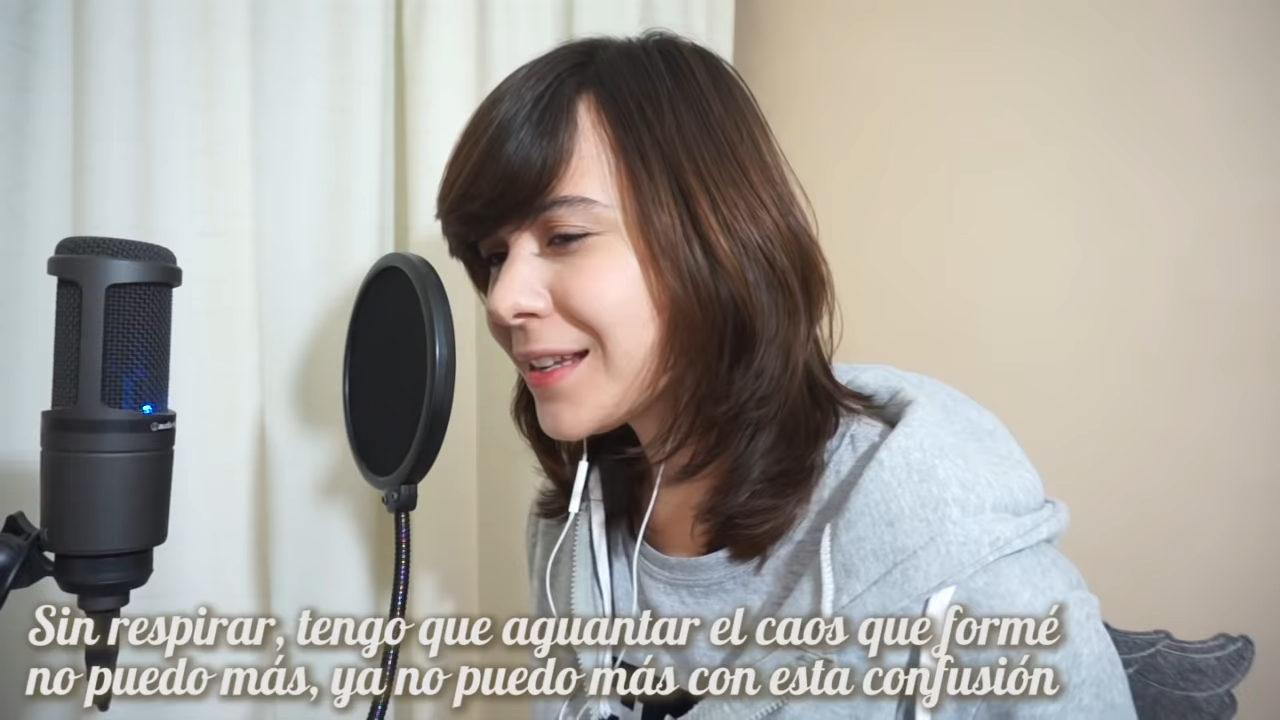 Sin respirar, tengo que aguantar el caos que formé
no puedo más, ya no puedo más con esta confusión